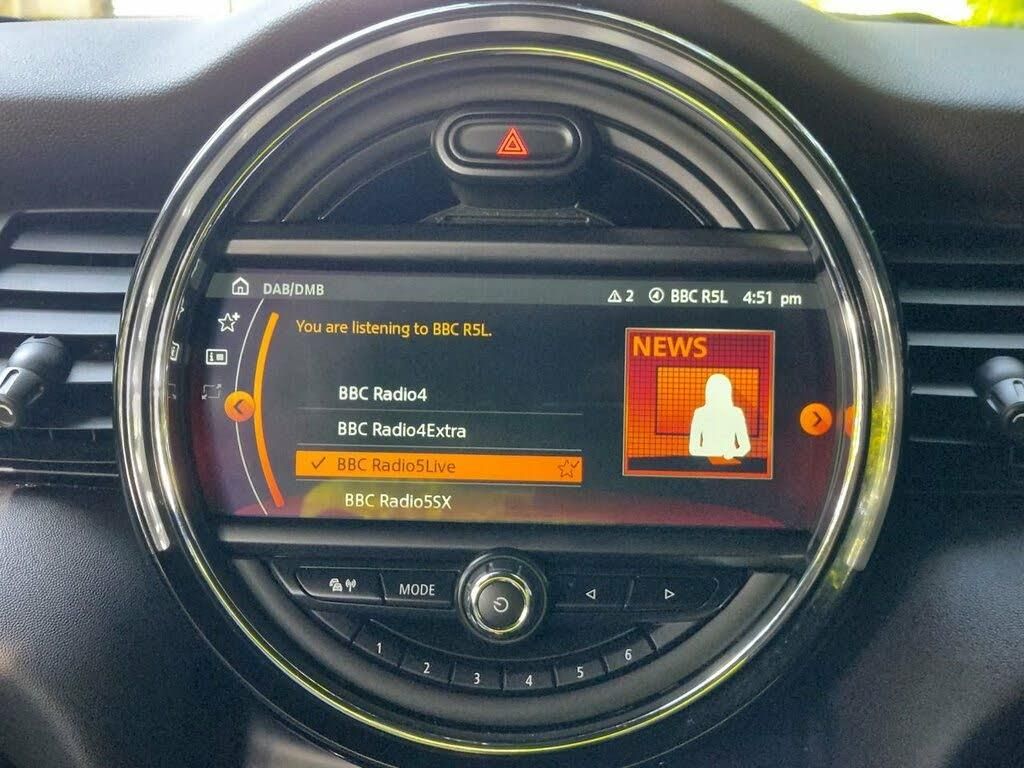 DAB/DMB
2 BBC R5L 4:51 pm
You are listening to BBC R5L.
NEWS
BBC Radio4
BBC Radio4Extra
BBC Radio5Live
BBC Radio5SX
MODE
1 2 3 4 5 6